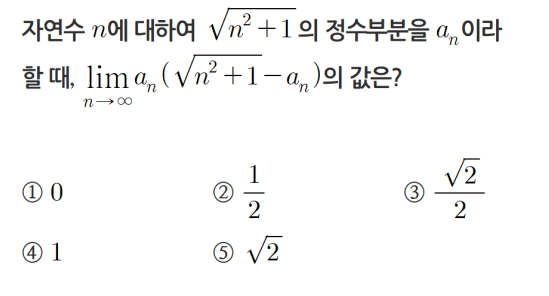 자연수 $n$에 대하여 $\sqrt{n^2+1}$의 정수부분을 $a_n$이라
할 때, $\lim_{n \to \infty} a_n(\sqrt{n^2+1}-a_n)$의 값은?
① $0$ ② $\frac{1}{2}$ ③ $\frac{\sqrt{2}}{2}$
④ $1$ ⑤ $\sqrt{2}$